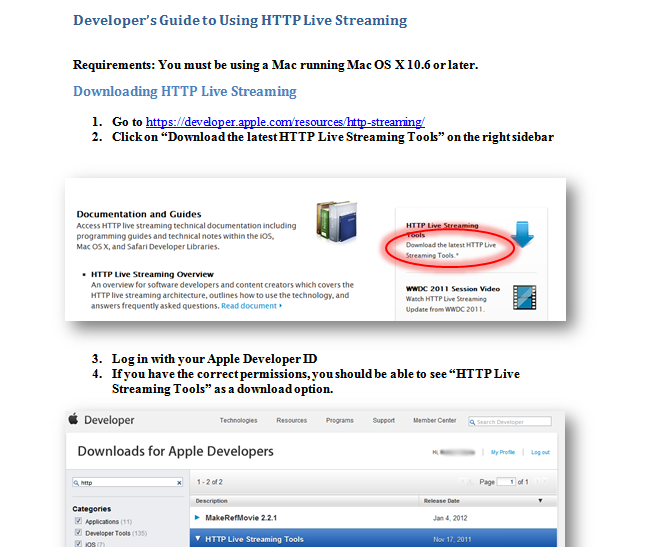 Developer's Guide to Using HTTP Live Streaming
Requirements: You must be using a Mac running Mac OS X 10.6 or later.
Downloading HTTP Live Streaming
1. Go to https://developer.apple.com/resources/http-streaming/
2. Click on “Download the latest HTTP Live Streaming Tools” on the right sidebar
Documentation and Guides
Access HTTP live streaming technical documentation including
programming guides and technical notes within the iOS,
Mac OS X, and Safari Developer Libraries.
▪ HTTP Live Streaming Overview
An overview for software developers and content creators which covers the
HTTP live streaming architecture, outlines how to use the technology, and
answers frequently asked questions. Read document ▸
HTTP Live Streaming
Tools
Download the latest HTTP Live
Streaming Tools.*
WWDC 2011 Session Video
Watch HTTP Live Streaming
Update from WWDC 2011.
3. Log in with your Apple Developer ID
4. If you have the correct permissions, you should be able to see “HTTP Live
Streaming Tools” as a download option.
Developer Technologies Resources Programs Support Member Center Search Developer
Downloads for Apple Developers
Hi, | My Profile | Log out
http
1 - 2 of 2 Page 1 of 1
Description Release Date
Categories
Applications (11)
Developer Tools (135)
iOS (7)
MakeRefMovie 2.2.1 Jan 4, 2012
HTTP Live Streaming Tools Nov 17, 2011